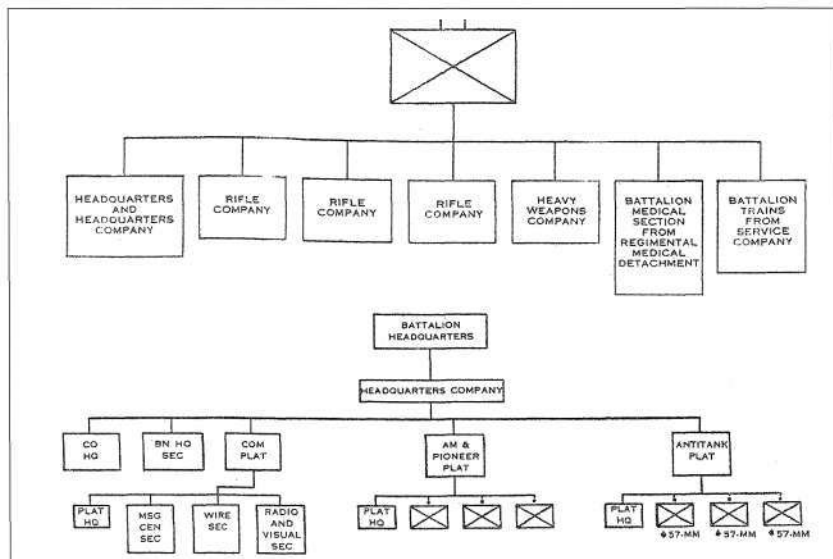 HEADQUARTERS
AND
HEADQUARTERS
COMPANY
RIFLE
COMPANY
RIFLE
COMPANY
RIFLE
COMPANY
HEAVY
WEAPONS
COMPANY
BATTALION
MEDICAL
SECTION
FROM
REGIMENTAL
MEDICAL
DETACHMENT
BATTALION
TRAINS
FROM
SERVICE
COMPANY
BATTALION
HEADQUARTERS
HEADQUARTERS COMPANY
CO
HQ
BN HQ
SEC
COM
PLAT
AM &
PIONEER
PLAT
ANTITANK
PLAT
PLAT
HQ
MSG
CEN
SEC
WIRE
SEC
RADIO
AND
VISUAL
SEC
PLAT
HQ
PLAT
HQ
57-MM
57-MM
57-MM